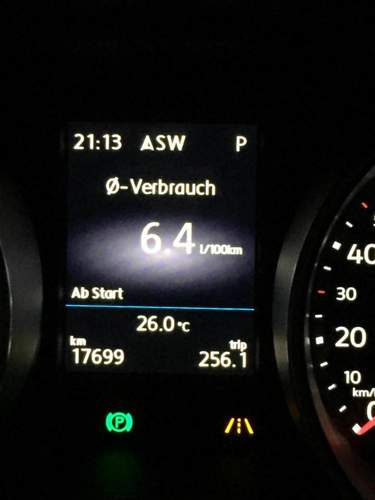 21:13 ASW P
Ø-Verbrauch
6.4 l/100km
Ab Start
26.0 °C
km trip
17699 256.1
P
40
30
20
10
km/
0